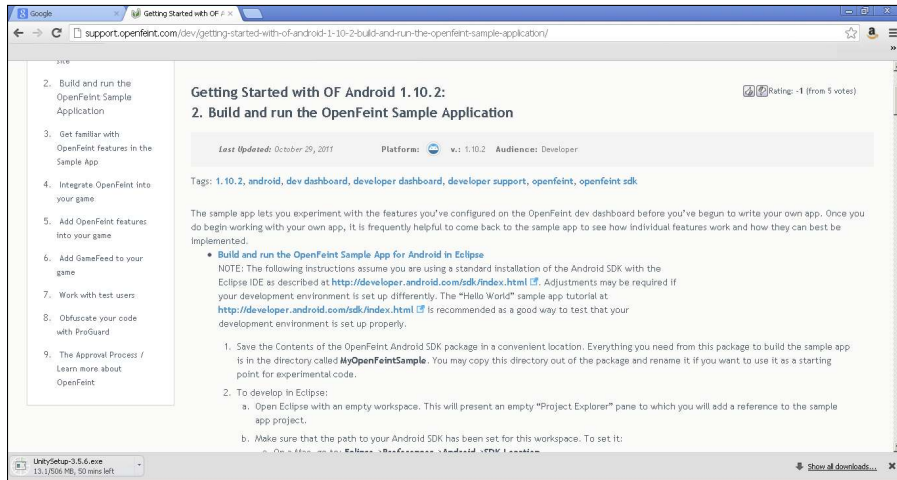 Google
Getting Started with OF A
support.openfeint.com/dev/getting-started-with-of-android-1-10-2-build-and-run-the-openfeint-sample-application/
site
2. Build and run the
OpenFeint Sample
Application
3. Get familiar with
OpenFeint features in the
Sample App
4. Integrate OpenFeint into
your game
5. Add OpenFeint features
into your game
6. Add GameFeed to your
game
7. Work with test users
8. Obfuscate your code
with ProGuard
9. The Approval Process /
Learn more about
OpenFeint
Getting Started with OF Android 1.10.2:
2. Build and run the OpenFeint Sample Application
Rating: -1 (from 5 votes)
Last Updated: October 29, 2011 Platform: v.: 1.10.2 Audience: Developer
Tags: 1.10.2, android, dev dashboard, developer dashboard, developer support, openfeint, openfeint sdk
The sample app lets you experiment with the features you've configured on the OpenFeint dev dashboard before you've begun to write your own app. Once you
do begin working with your own app, it is frequently helpful to come back to the sample app to see how individual features work and how they can best be
implemented.
• Build and run the OpenFeint Sample App for Android in Eclipse
NOTE: The following instructions assume you are using a standard installation of the Android SDK with the
Eclipse IDE as described at http://developer.android.com/sdk/index.html. Adjustments may be required if
your development environment is set up differently. The "Hello World" sample app tutorial at
http://developer.android.com/sdk/index.html is recommended as a good way to test that your
development environment is set up properly.
1. Save the Contents of the OpenFeint Android SDK package in a convenient location. Everything you need from this package to build the sample app
is in the directory called MyOpenFeintSample. You may copy this directory out of the package and rename it if you want to use it as a starting
point for experimental code.
2. To develop in Eclipse:
a. Open Eclipse with an empty workspace. This will present an empty "Project Explorer" pane to which you will add a reference to the sample
app project.
b. Make sure that the path to your Android SDK has been set for this workspace. To set it:
On a Mac, go to: Eclipse->Preferences->Android->SDK Location
UnitySetup-3.5.6.exe
13.1/506 MB, 50 mins left
Show all downloads...